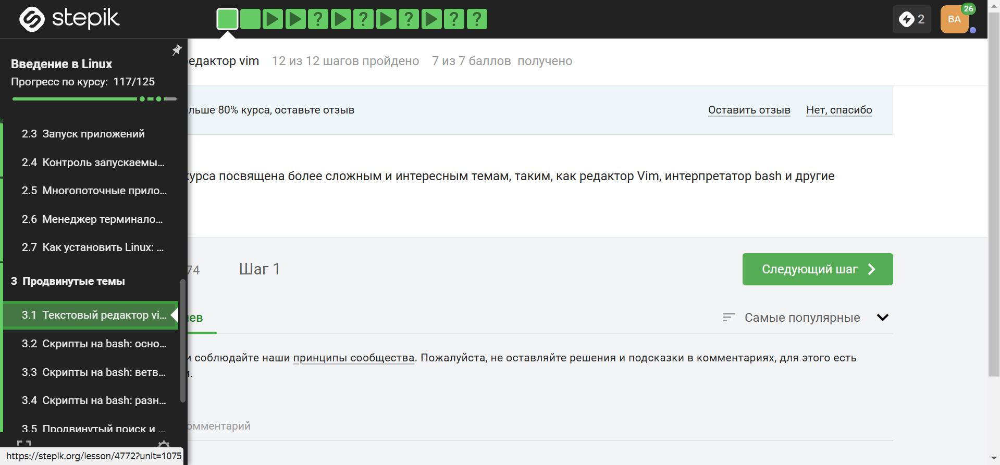 stepik
? ? ? ? ?
2
BA
26
Введение в Linux
Прогресс по курсу: 117/125
2.3 Запуск приложений
2.4 Контроль запускаемы...
2.5 Многопоточные прило...
2.6 Менеджер терминало...
2.7 Как установить Linux: ...
3 Продвинутые темы
3.1 Текстовый редактор vi...
3.2 Скрипты на bash: осно...
3.3 Скрипты на bash: ветв...
3.4 Скрипты на bash: разн...
3.5 Продвинутый поиск и ...
https://stepik.org/lesson/4772?unit=1075
едактор vim 12 из 12 шагов пройдено 7 из 7 баллов получено
льше 80% курса, оставьте отзыв Оставить отзыв Нет, спасибо
курса посвящена более сложным и интересным темам, таким, как редактор Vim, интерпретатор bash и другие
74 Шаг 1 Следующий шаг
ев Самые популярные
и соблюдайте наши принципы сообщества. Пожалуйста, не оставляйте решения и подсказки в комментариях, для этого есть
омментарий